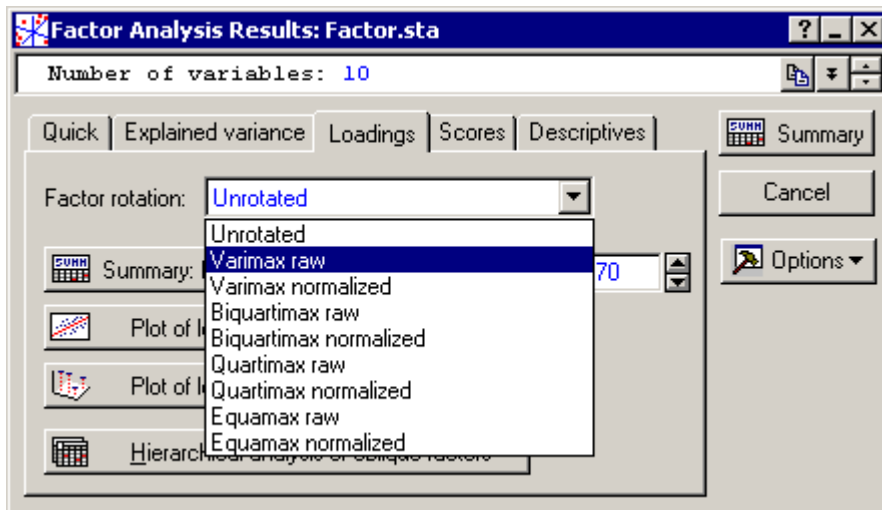 Factor Analysis Results: Factor.sta
Number of variables: 10
Quick Explained variance Loadings Scores Descriptives
Summary
Cancel
Options
Factor rotation: Unrotated
Unrotated
Varimax raw
Varimax normalized
Biquartimax raw
Biquartimax normalized
Quartimax raw
Quartimax normalized
Equamax raw
Equamax normalized
Summary: 70
Plot of
Plot of